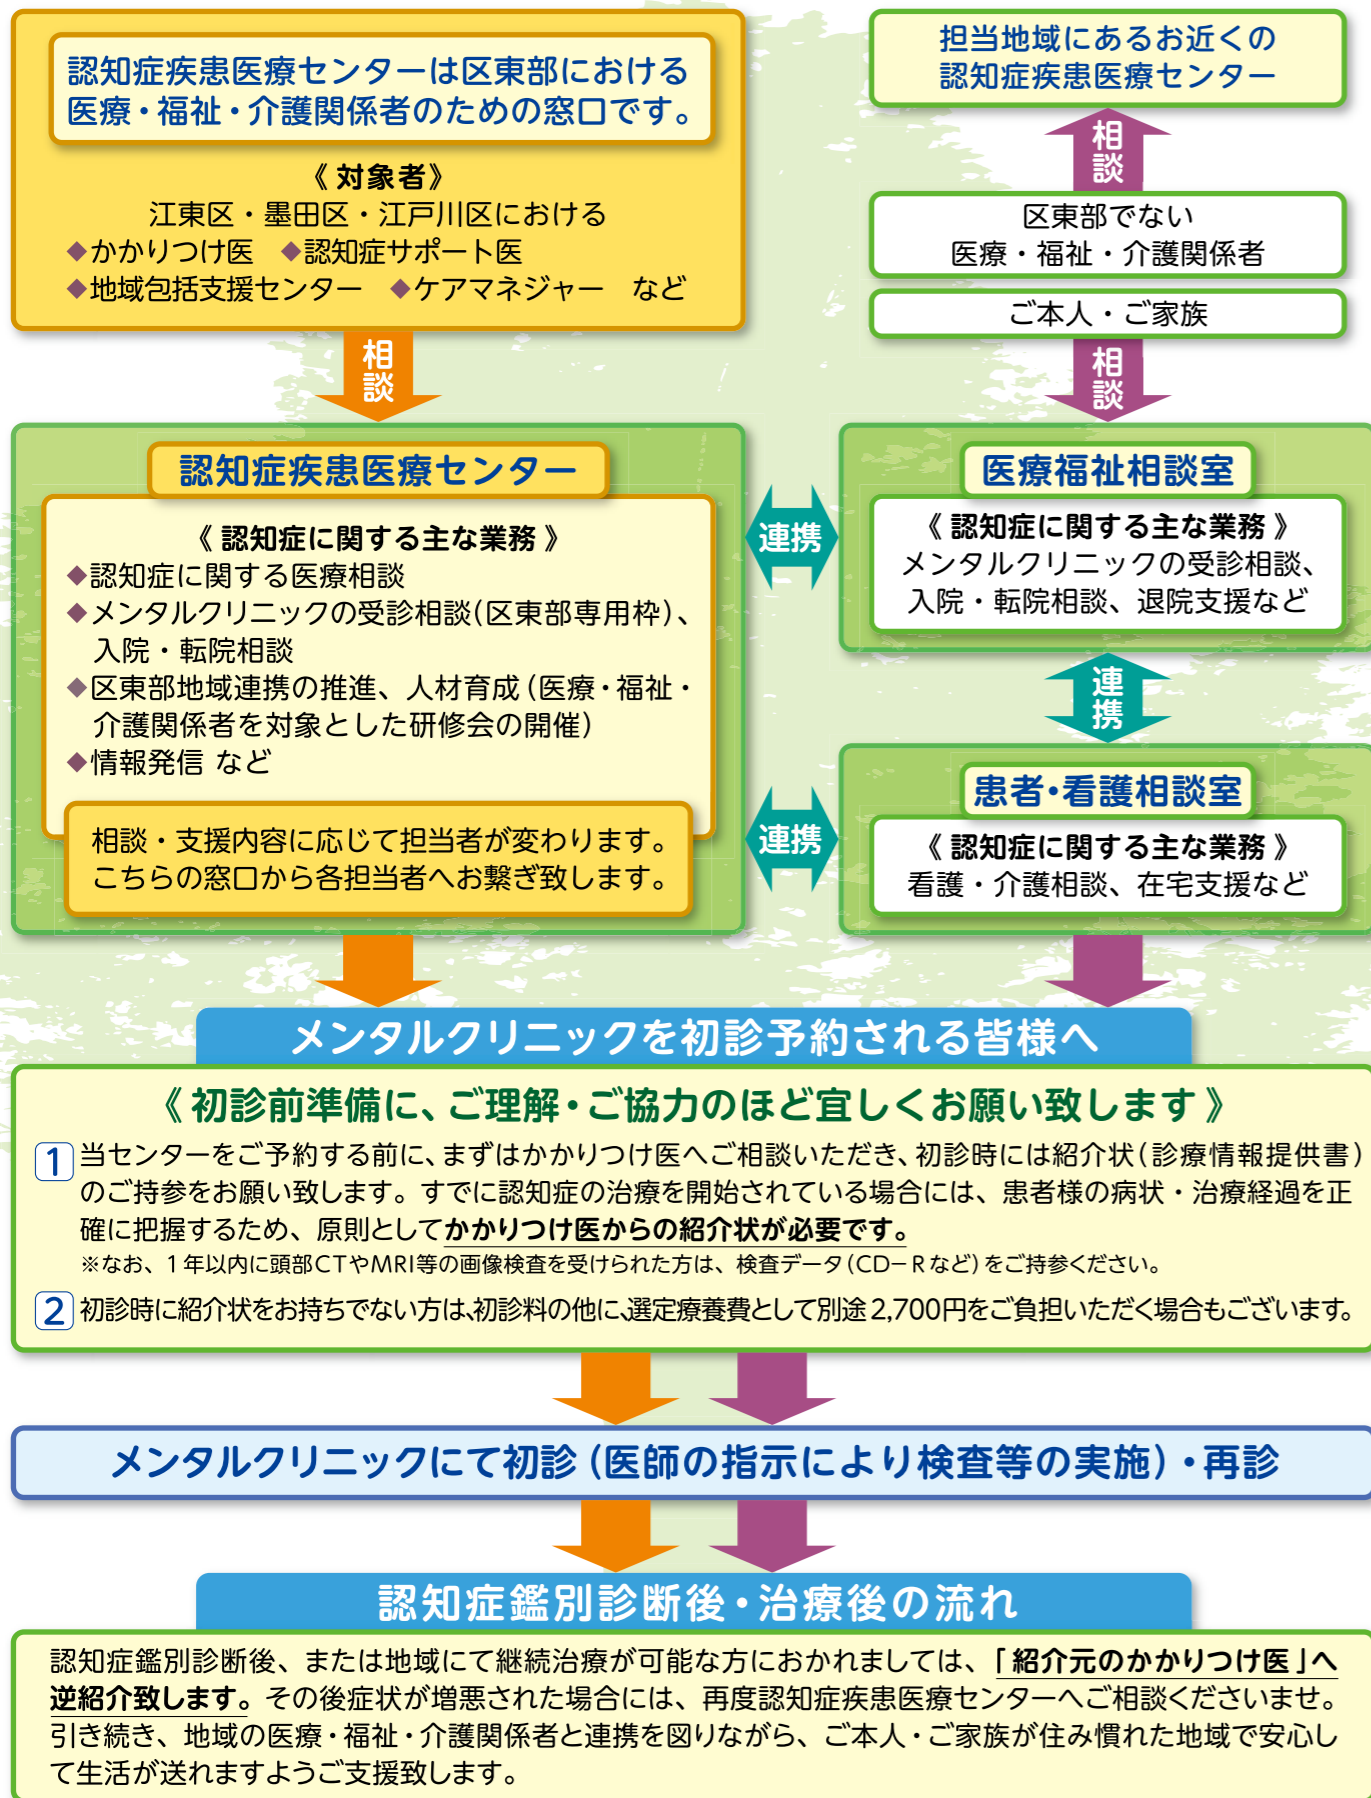 認知症疾患医療センターは区東部における
医療・福祉・介護関係者のための窓口です。
《 対象者》
江東区・墨田区・江戸川区における
◆かかりつけ医 ◆認知症サポート医
◆地域包括支援センター ◆ケアマネジャー など
相談
担当地域にあるお近くの
認知症疾患医療センター
相談
区東部でない
医療・福祉・介護関係者
ご本人・ご家族
相談
認知症疾患医療センター
《 認知症に関する主な業務 》
◆認知症に関する医療相談
◆メンタルクリニックの受診相談(区東部専用枠)、
入院・転院相談
◆区東部地域連携の推進、人材育成(医療・福祉・
介護関係者を対象とした研修会の開催)
◆情報発信 など
相談・支援内容に応じて担当者が変わります。
こちらの窓口から各担当者へお繋ぎ致します。
連携
連携
医療福祉相談室
《 認知症に関する主な業務 》
メンタルクリニックの受診相談、
入院・転院相談、退院支援など
連携
患者・看護相談室
《 認知症に関する主な業務 》
看護・介護相談、在宅支援など
メンタルクリニックを初診予約される皆様へ
《 初診前準備に、ご理解・ご協力のほど宜しくお願い致します 》
1 当センターをご予約する前に、まずはかかりつけ医へご相談いただき、初診時には紹介状(診療情報提供書)
のご持参をお願い致します。すでに認知症の治療を開始されている場合には、患者様の病状・治療経過を正
確に把握するため、原則としてかかりつけ医からの紹介状が必要です。
※なお、1年以内に頭部CTやMRI等の画像検査を受けられた方は、検査データ(CD−Rなど)をご持参ください。
2 初診時に紹介状をお持ちでない方は、初診料の他に、選定療養費として別途2,700円をご負担いただく場合もございます。
メンタルクリニックにて初診(医師の指示により検査等の実施)・再診
認知症鑑別診断後・治療後の流れ
認知症鑑別診断後、または地域にて継続治療が可能な方におかれましては、「紹介元のかかりつけ医」へ
逆紹介致します。その後症状が増悪された場合には、再度認知症疾患医療センターへご相談くださいませ。
引き続き、地域の医療・福祉・介護関係者と連携を図りながら、ご本人・ご家族が住み慣れた地域で安心し
て生活が送れますようご支援致します。